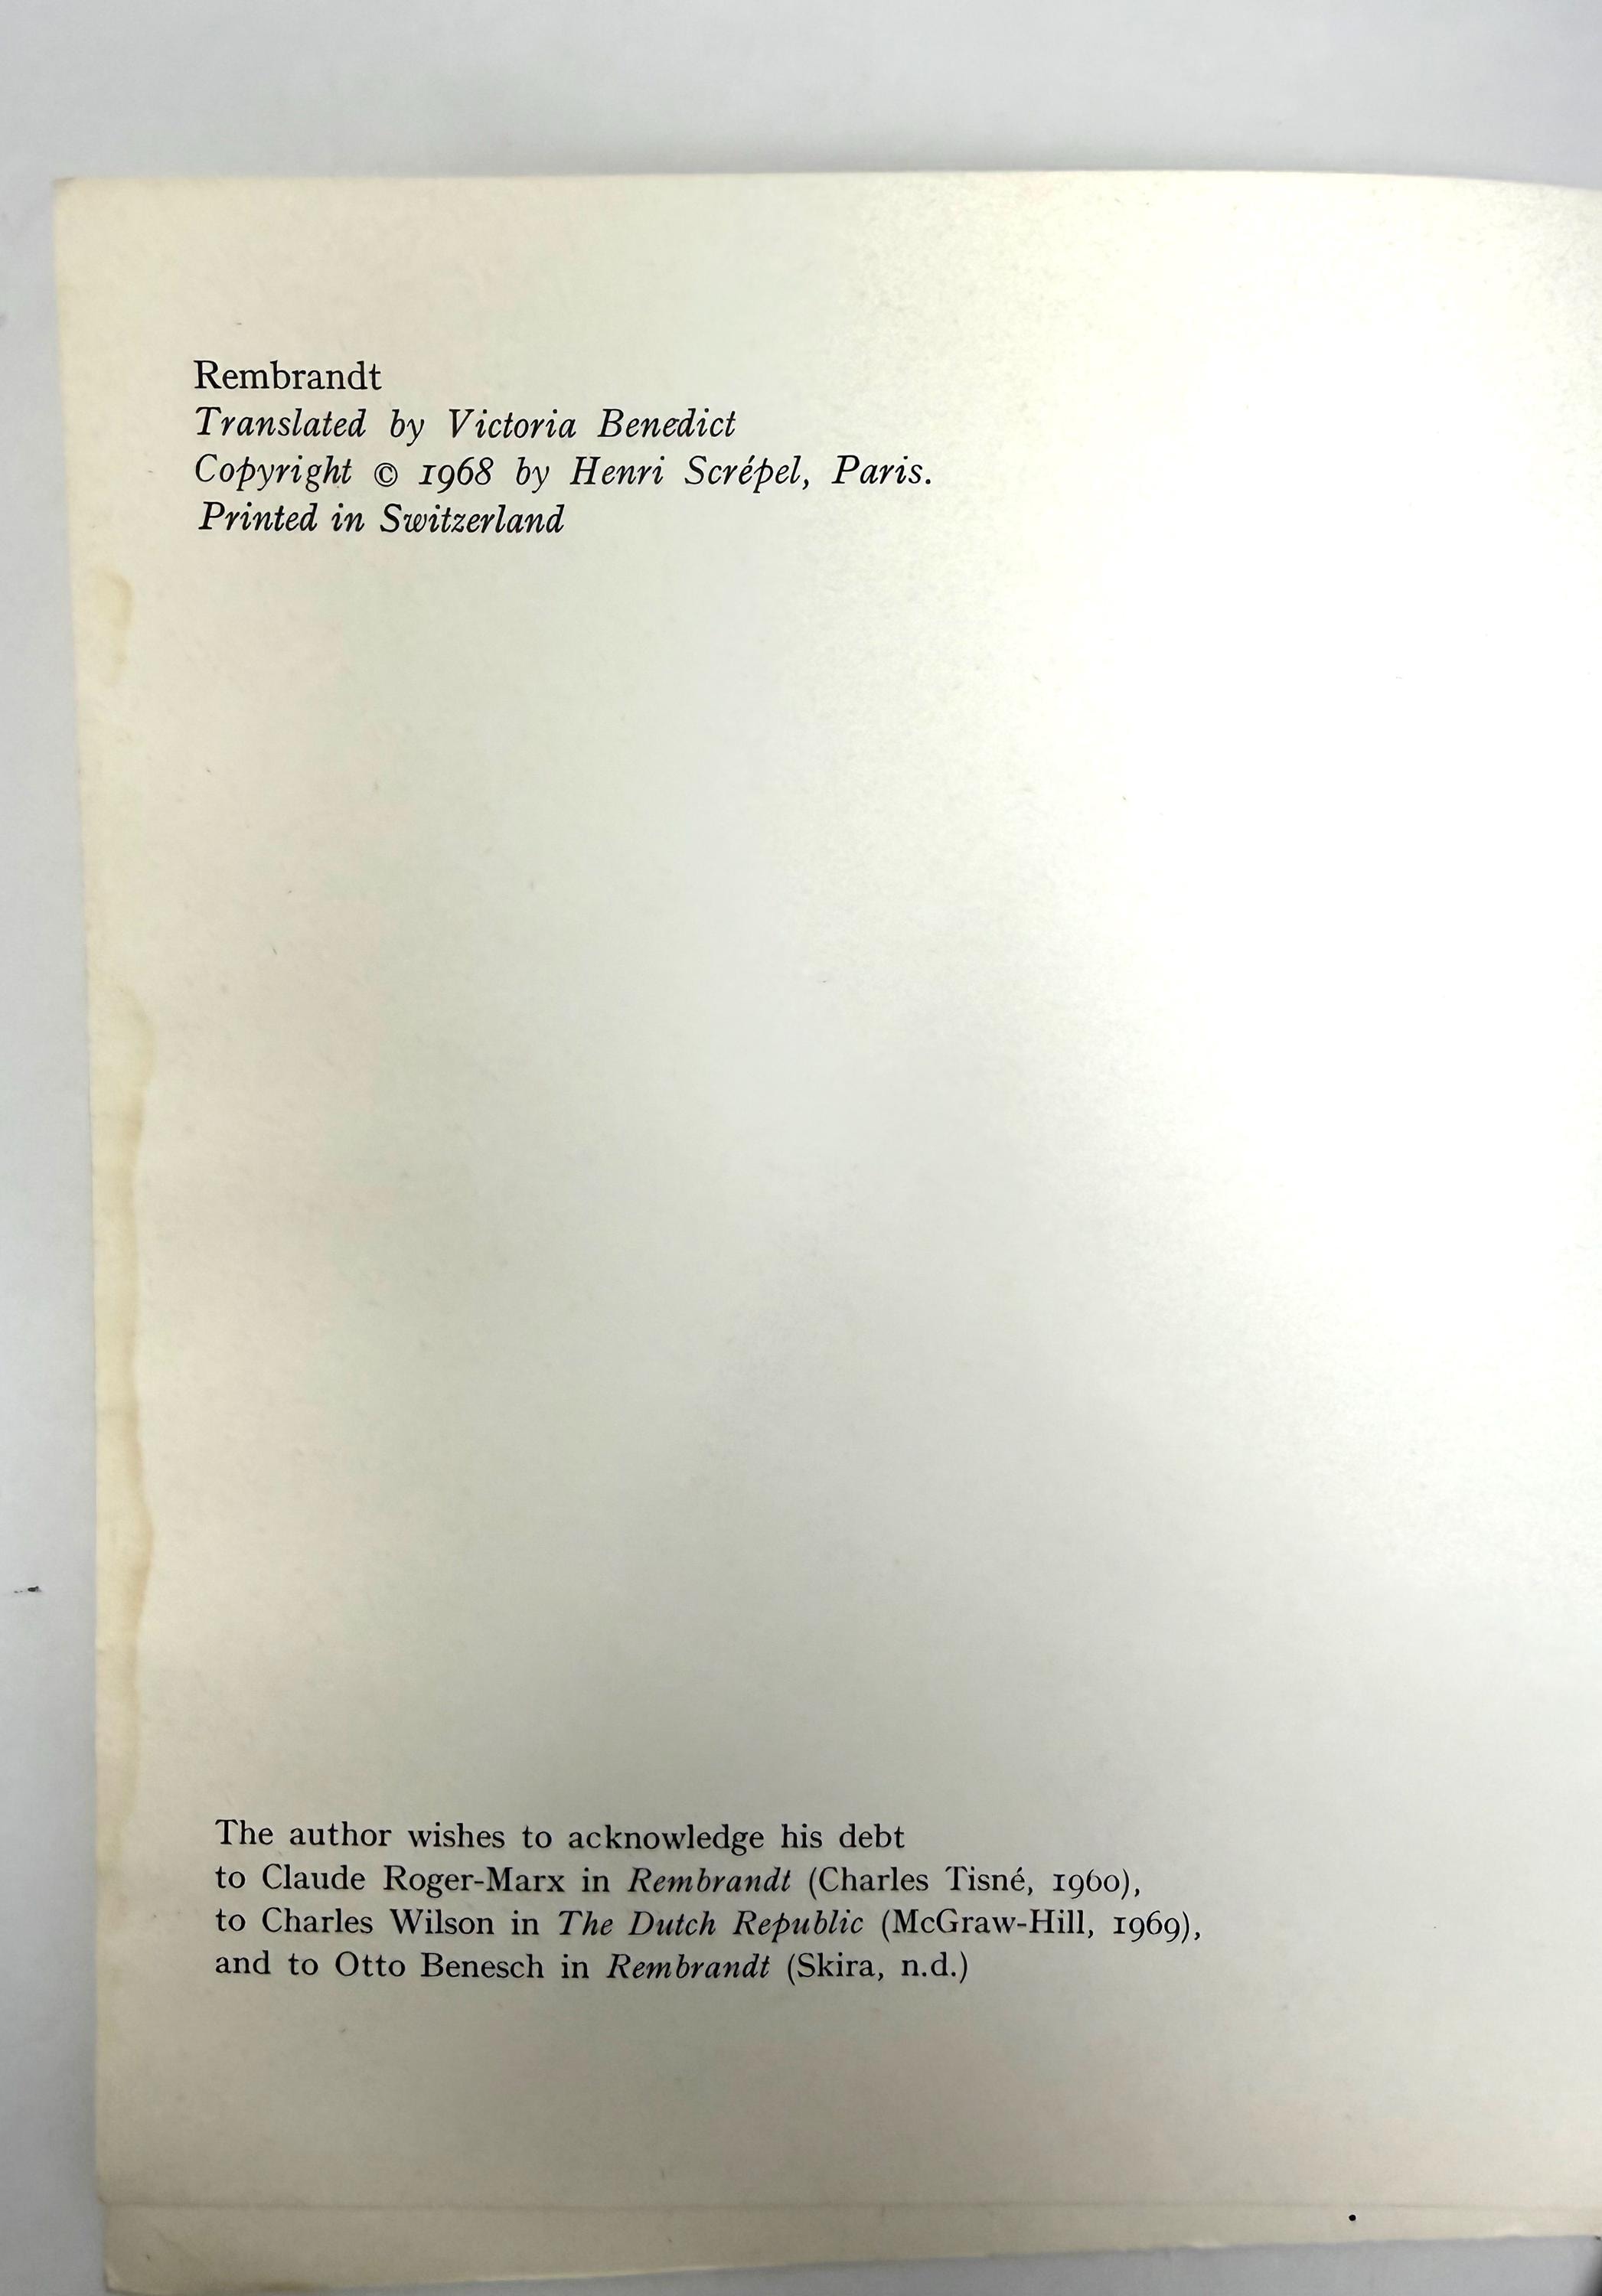 Rembrandt
Translated by Victoria Benedict
Copyright © 1968 by Henri Scrépel, Paris.
Printed in Switzerland
The author wishes to acknowledge his debt
to Claude Roger-Marx in Rembrandt (Charles Tisné, 1960),
to Charles Wilson in The Dutch Republic (McGraw-Hill, 1969),
and to Otto Benesch in Rembrandt (Skira, n.d.)